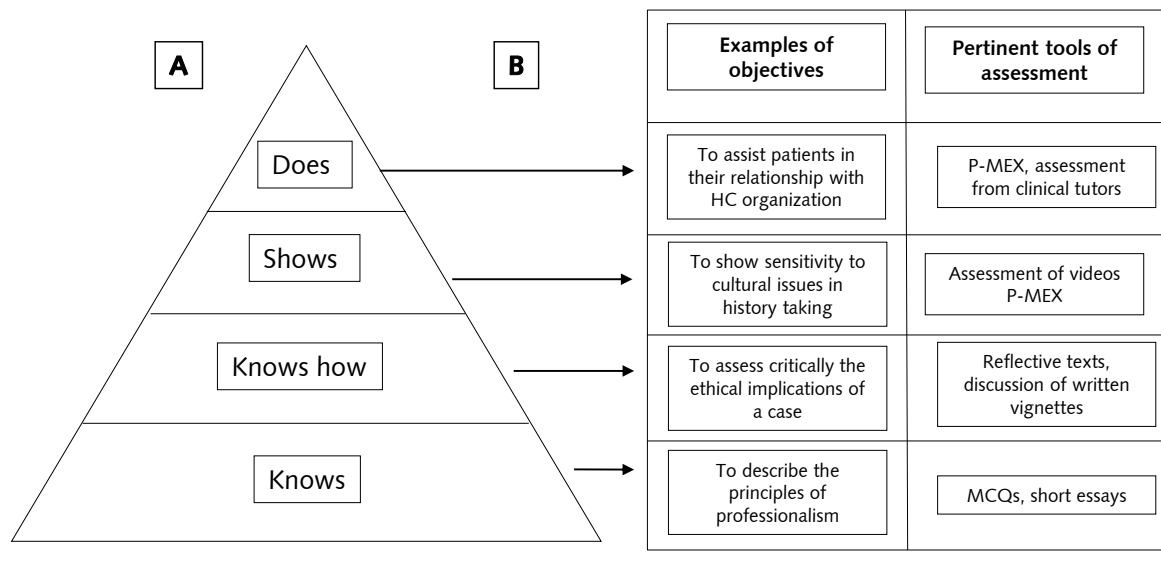 A
B
Does
Shows
Knows how
Knows
Examples of
objectives
Pertinent tools of
assessment
To assist patients in
their relationship with
HC organization
P-MEX, assessment
from clinical tutors
To show sensitivity to
cultural issues in
history taking
Assessment of videos
P-MEX
To assess critically the
ethical implications of
a case
Reflective texts,
discussion of written
vignettes
To describe the
principles of
professionalism
MCQs, short essays